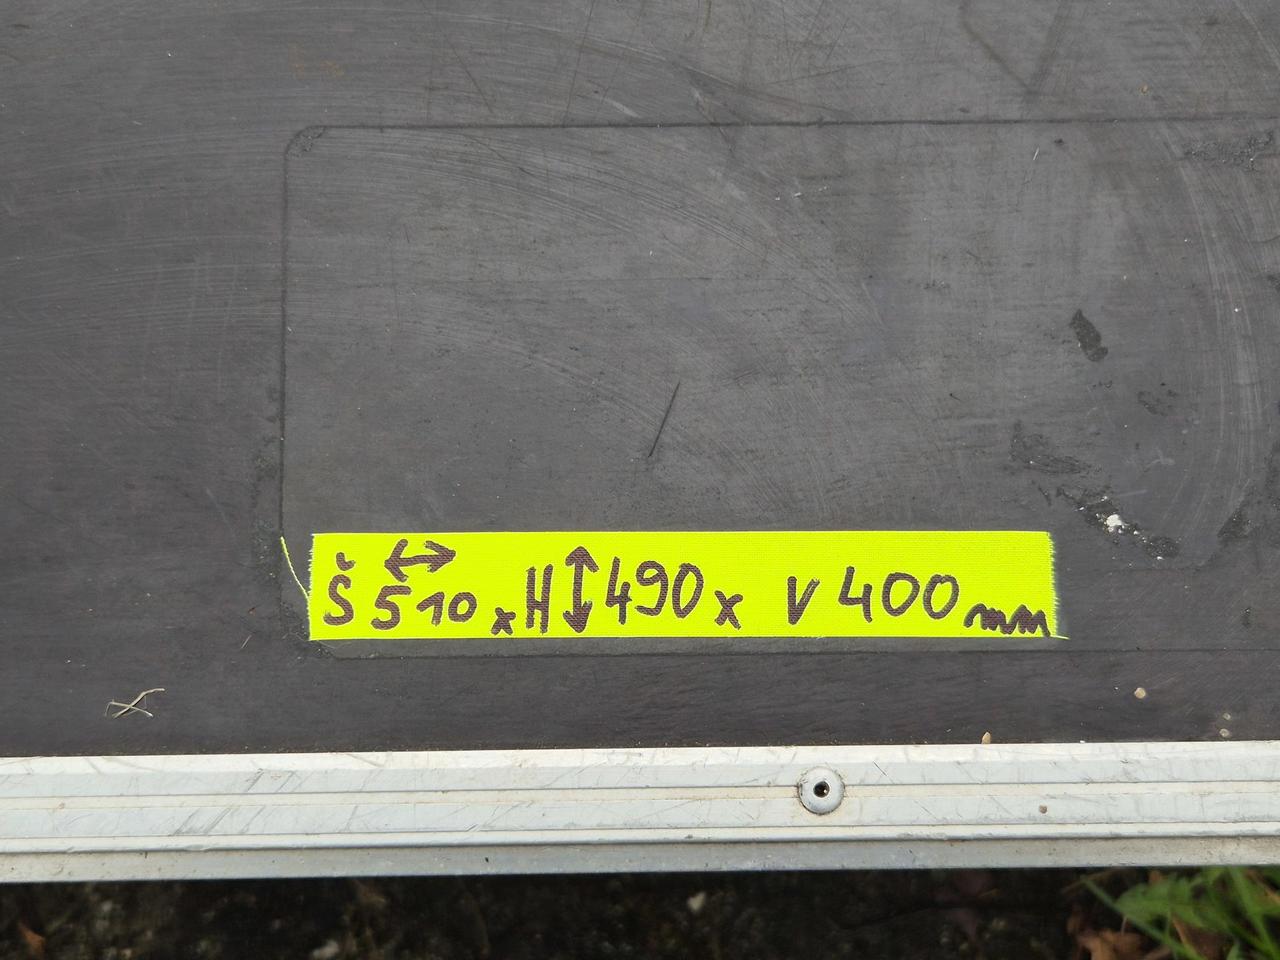 Š ↔ 510 x H ↕ 490 x V 400 mm